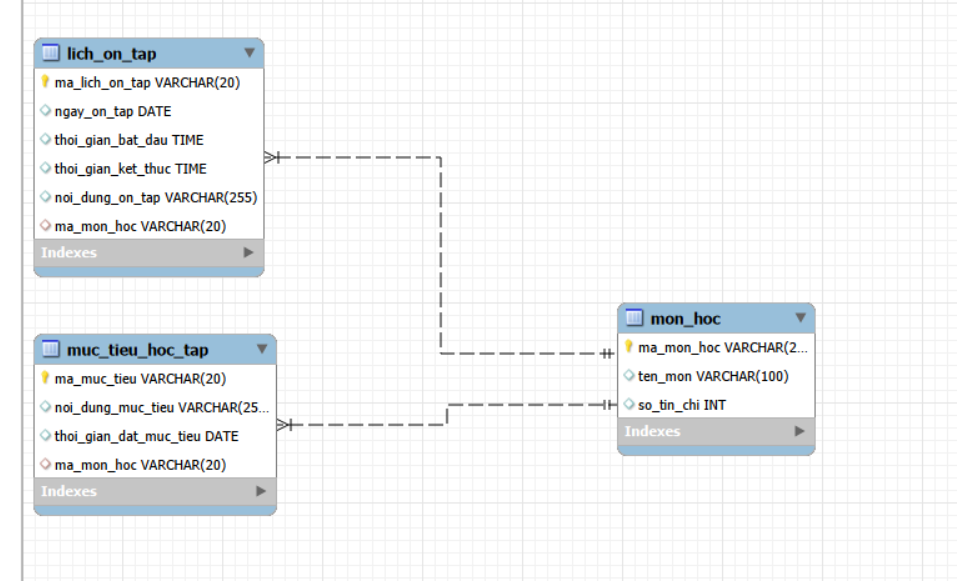 lich_on_tap
ma_lich_on_tap VARCHAR(20)
ngay_on_tap DATE
thoi_gian_bat_dau TIME
thoi_gian_ket_thuc TIME
noi_dung_on_tap VARCHAR(255)
ma_mon_hoc VARCHAR(20)
Indexes
muc_tieu_hoc_tap
ma_muc_tieu VARCHAR(20)
noi_dung_muc_tieu VARCHAR(25...
thoi_gian_dat_muc_tieu DATE
ma_mon_hoc VARCHAR(20)
Indexes
mon_hoc
ma_mon_hoc VARCHAR(2...
ten_mon VARCHAR(100)
so_tin_chi INT
Indexes